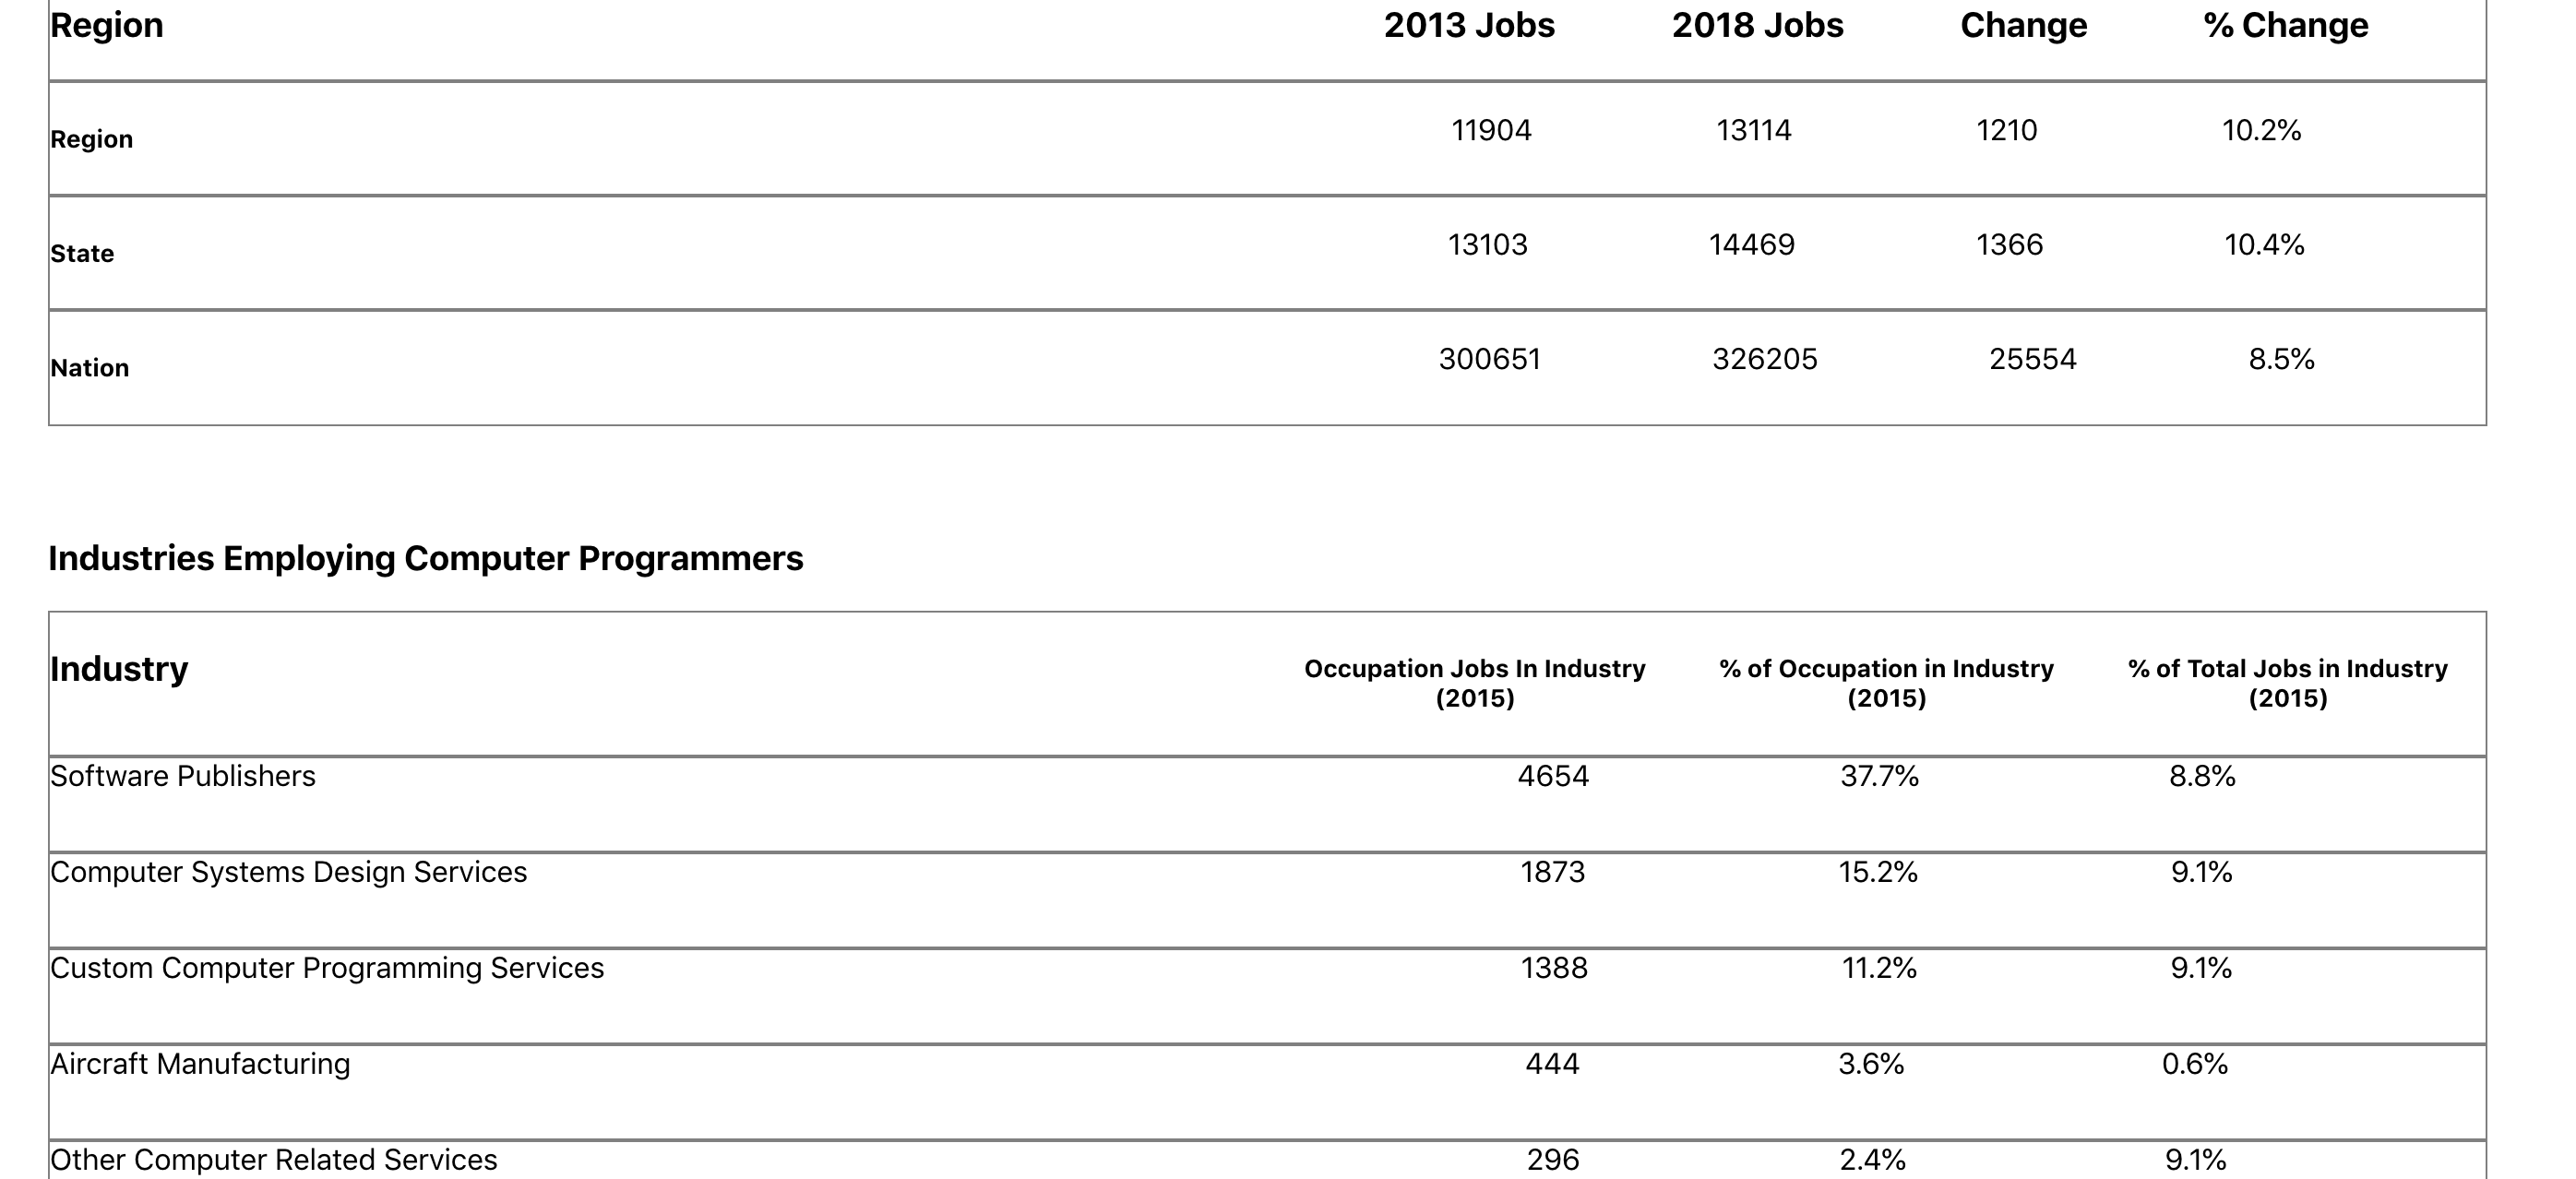 Region 2013 Jobs 2018 Jobs Change % Change
Region 11904 13114 1210 10.2%
State 13103 14469 1366 10.4%
Nation 300651 326205 25554 8.5%
Industries Employing Computer Programmers
Industry Occupation Jobs In Industry (2015) % of Occupation in Industry (2015) % of Total Jobs in Industry (2015)
Software Publishers 4654 37.7% 8.8%
Computer Systems Design Services 1873 15.2% 9.1%
Custom Computer Programming Services 1388 11.2% 9.1%
Aircraft Manufacturing 444 3.6% 0.6%
Other Computer Related Services 296 2.4% 9.1%